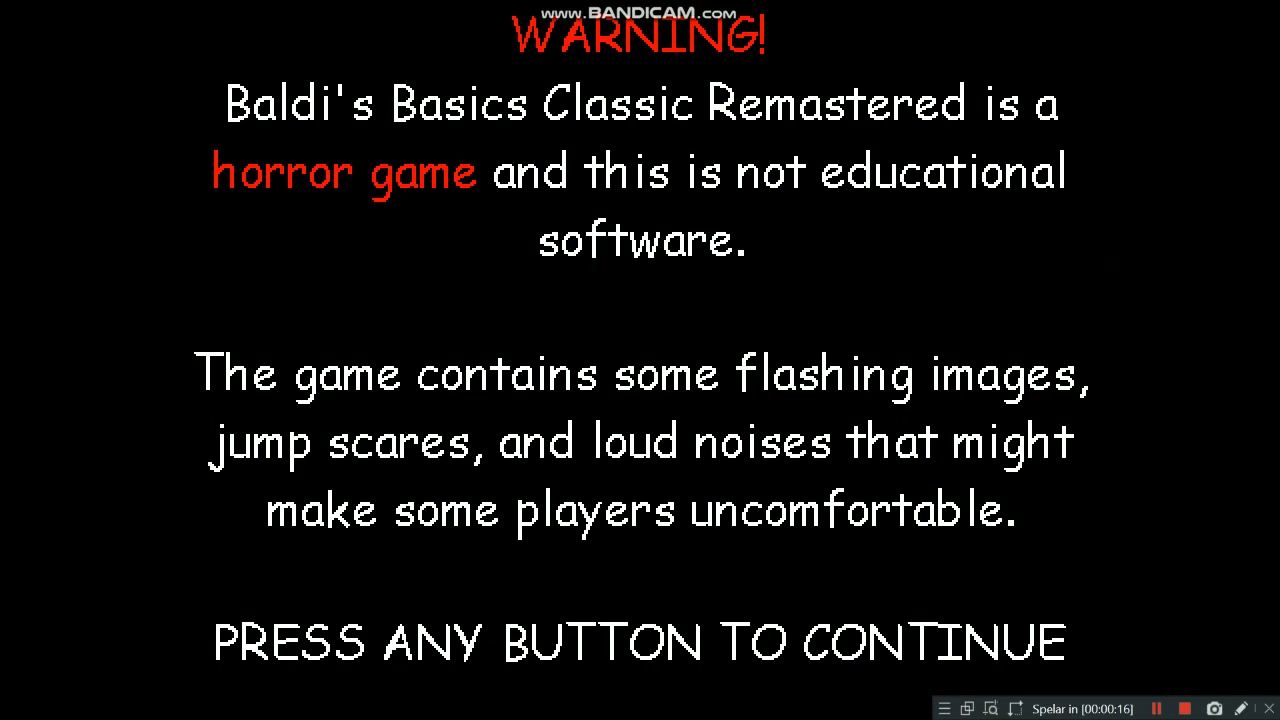 www.BANDICAM.com
WARNING!
Baldi's Basics Classic Remastered is a
horror game and this is not educational
software.
The game contains some flashing images,
jump scares, and loud noises that might
make some players uncomfortable.
PRESS ANY BUTTON TO CONTINUE
Spelar in [00:00:16]